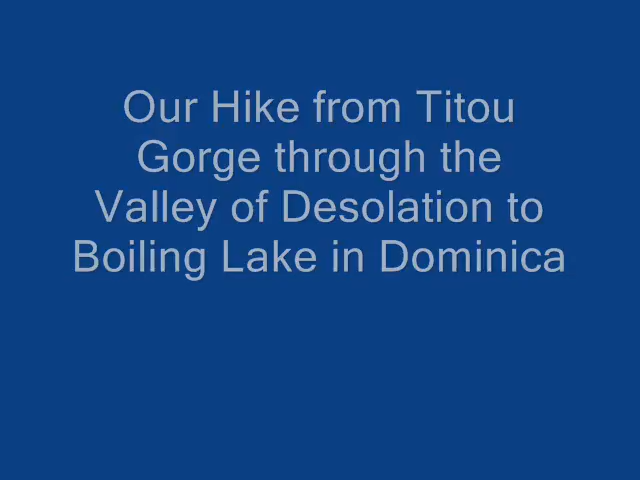 Our Hike from Titou
Gorge through the
Valley of Desolation to
Boiling Lake in Dominica